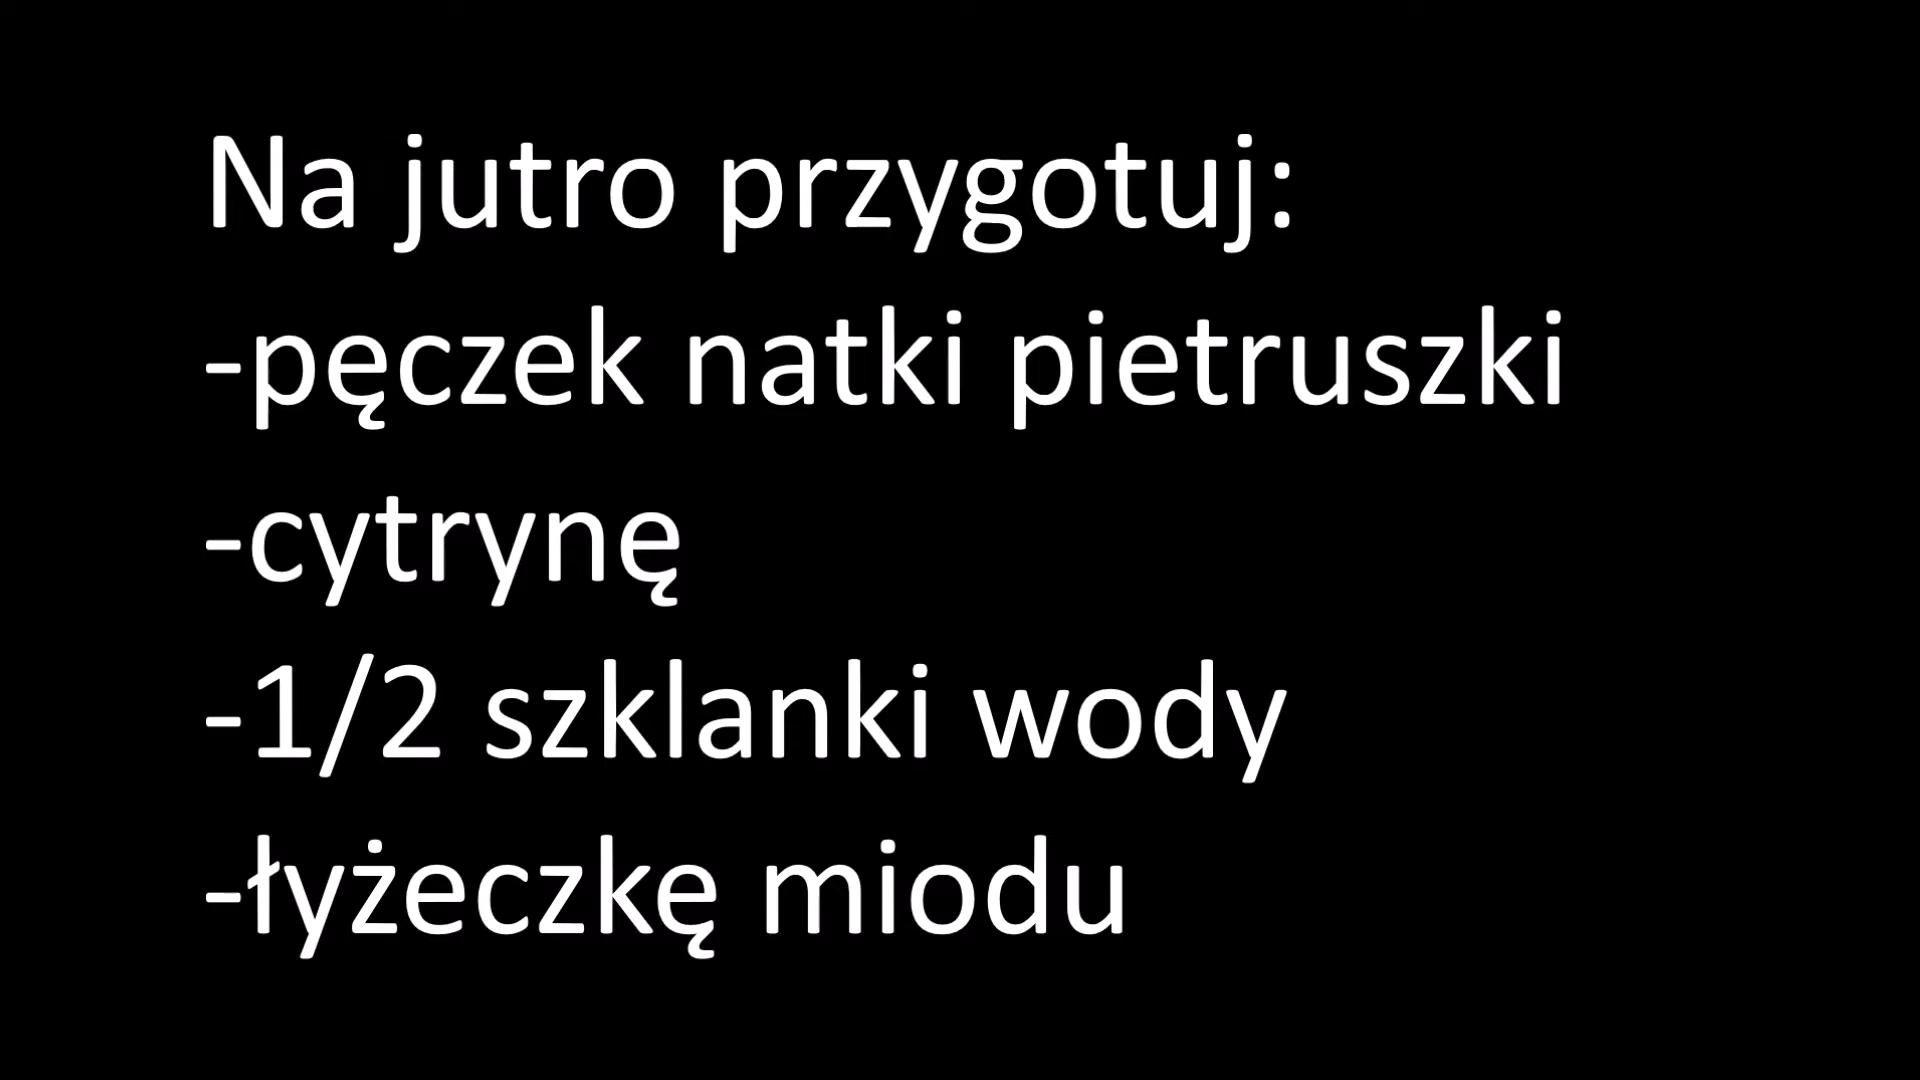 Na jutro przygotuj:
-pęczek natki pietruszki
-cytrynę
-1/2 szklanki wody
-łyżeczkę miodu